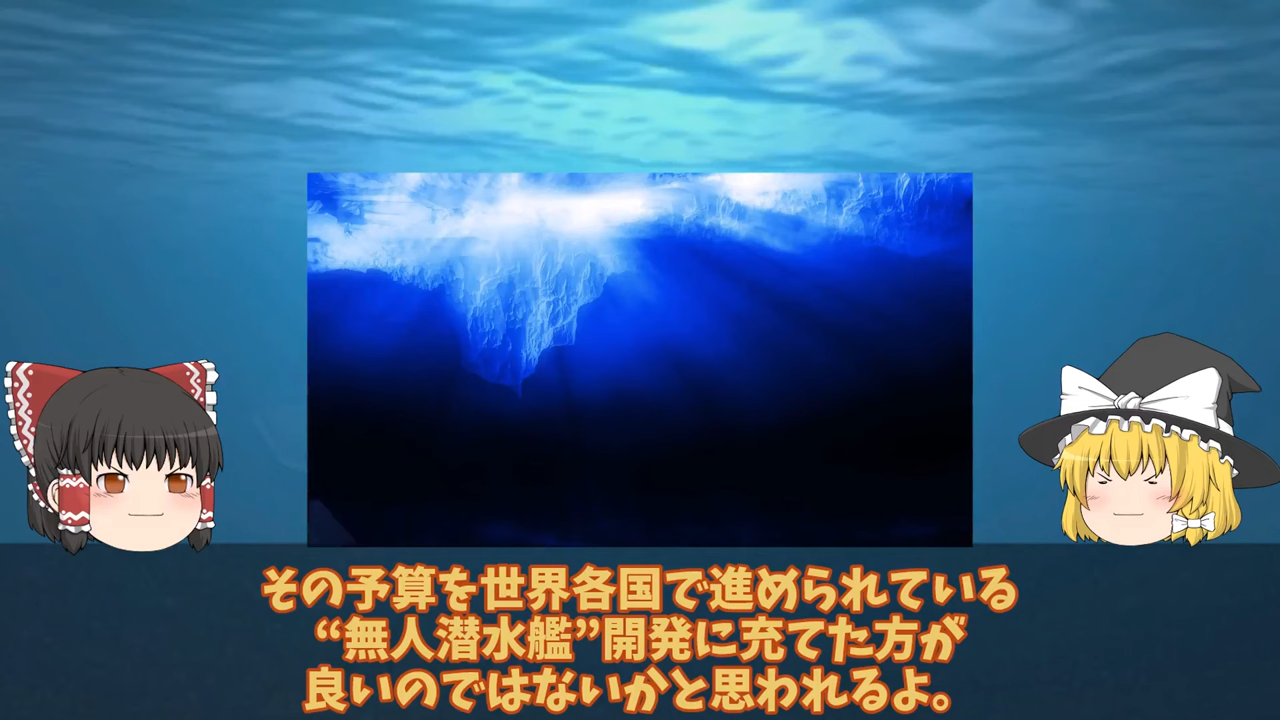 その予算を世界各国で進められている
“無人潜水艦”開発に充てた方が
良いのではないかと思われるよ。